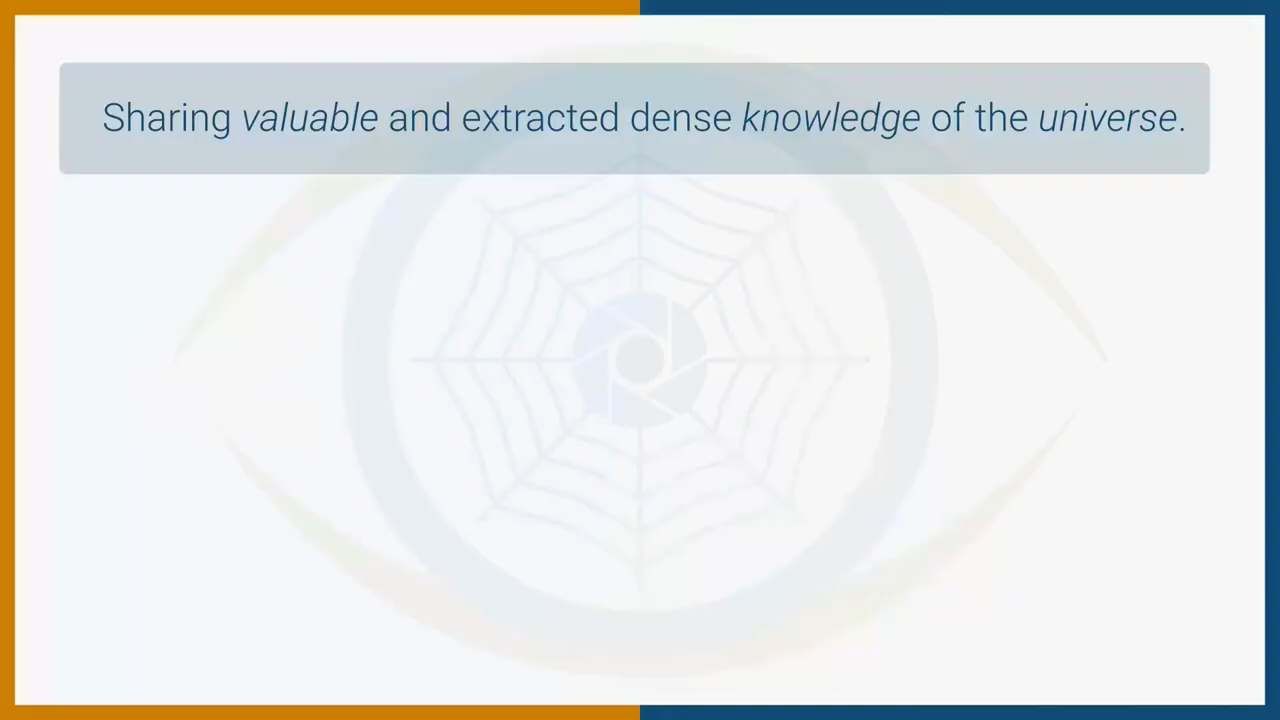 Sharing valuable and extracted dense knowledge of the universe.